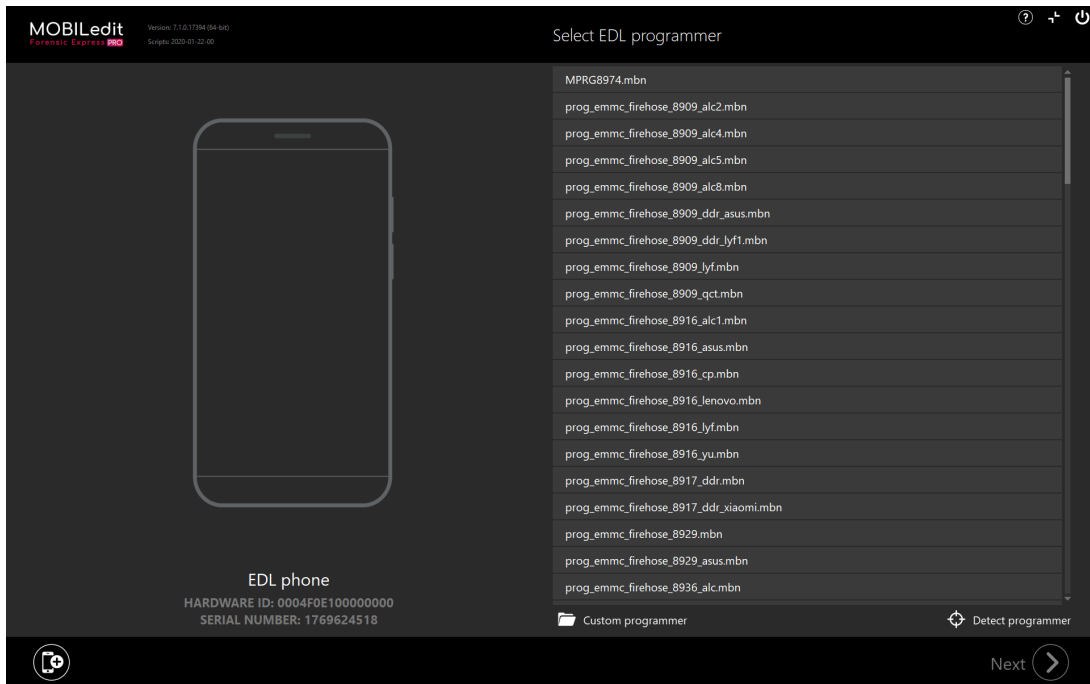 MOBILedit
Forensic Express PRO
Version: 7.1.0.17394 (64-bit)
Scripts: 2020-01-22-00
Select EDL programmer
?
MPRG8974.mbn
prog_emmc_firehose_8909_alc2.mbn
prog_emmc_firehose_8909_alc4.mbn
prog_emmc_firehose_8909_alc5.mbn
prog_emmc_firehose_8909_alc8.mbn
prog_emmc_firehose_8909_ddr_asus.mbn
prog_emmc_firehose_8909_ddr_lyf1.mbn
prog_emmc_firehose_8909_lyf.mbn
prog_emmc_firehose_8909_qct.mbn
prog_emmc_firehose_8916_alc1.mbn
prog_emmc_firehose_8916_asus.mbn
prog_emmc_firehose_8916_cp.mbn
prog_emmc_firehose_8916_lenovo.mbn
prog_emmc_firehose_8916_lyf.mbn
prog_emmc_firehose_8916_yu.mbn
prog_emmc_firehose_8917_ddr.mbn
prog_emmc_firehose_8917_ddr_xiaomi.mbn
prog_emmc_firehose_8929.mbn
prog_emmc_firehose_8929_asus.mbn
prog_emmc_firehose_8936_alc.mbn
EDL phone
HARDWARE ID: 0004F0E100000000
SERIAL NUMBER: 1769624518
Custom programmer
Detect programmer
Next